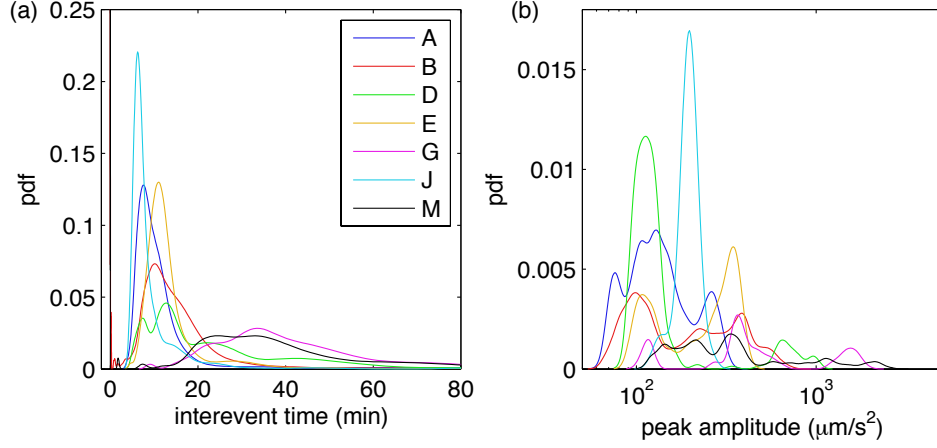 (a)
0.25
0.2
0.15
0.1
0.05
0
pdf
0
20
40
60
80
interevent time (min)
A
B
D
E
G
J
M
(b)
0.015
0.01
0.005
0
pdf
10²
10³
peak amplitude (μm/s²)